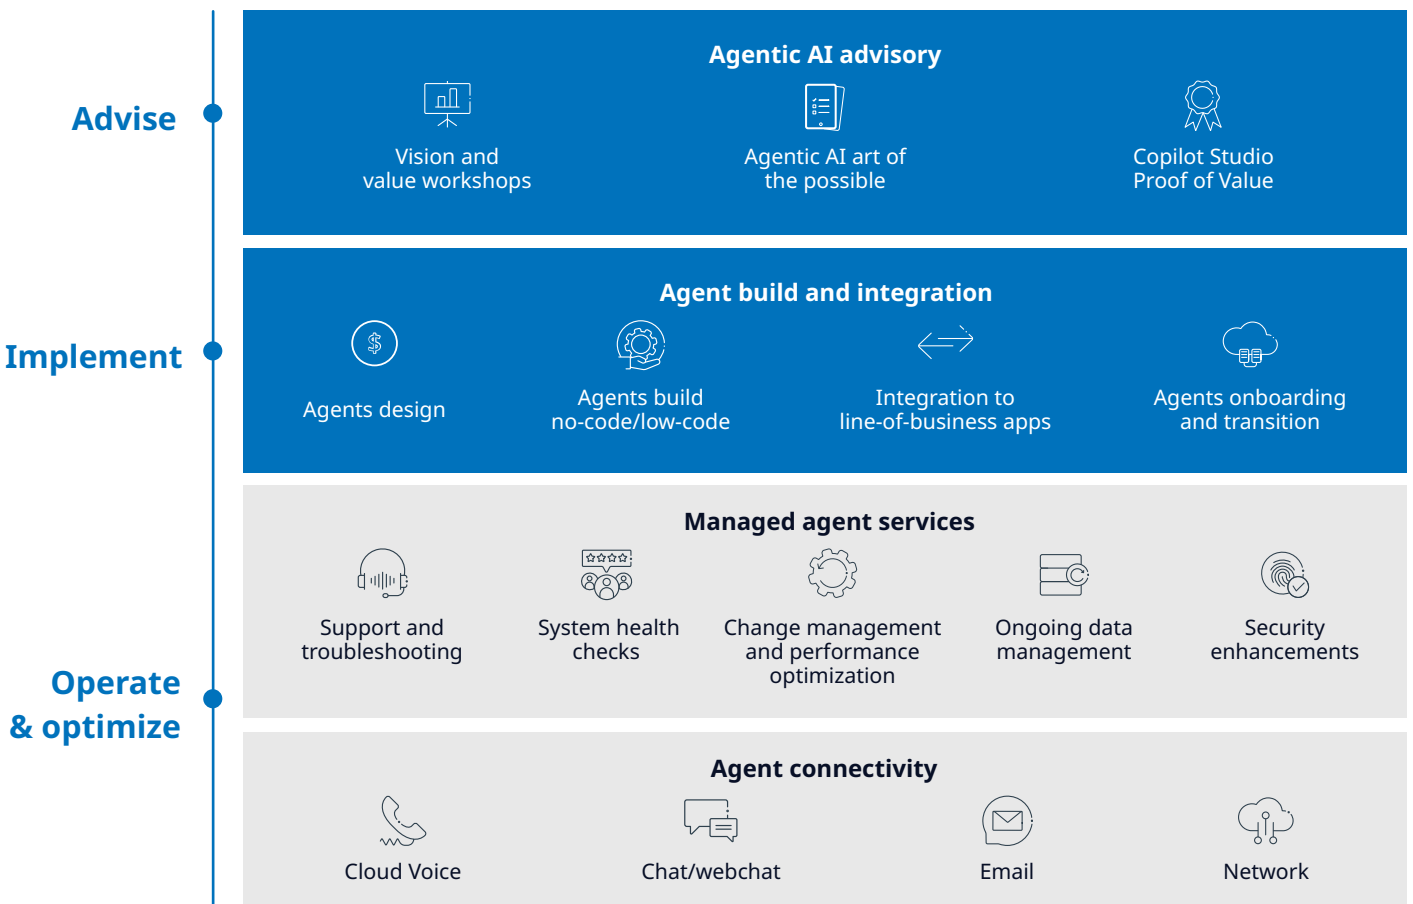 Advise
Agentic AI advisory
Vision and
value workshops
Agentic AI art of
the possible
Copilot Studio
Proof of Value
Implement
Agent build and integration
$
Agents design
Agents build
no-code/low-code
Integration to
line-of-business apps
Agents onboarding
and transition
Operate
& optimize
Managed agent services
Support and
troubleshooting
System health
checks
Change management
and performance
optimization
Ongoing data
management
Security
enhancements
Agent connectivity
Cloud Voice
Chat/webchat
Email
Network